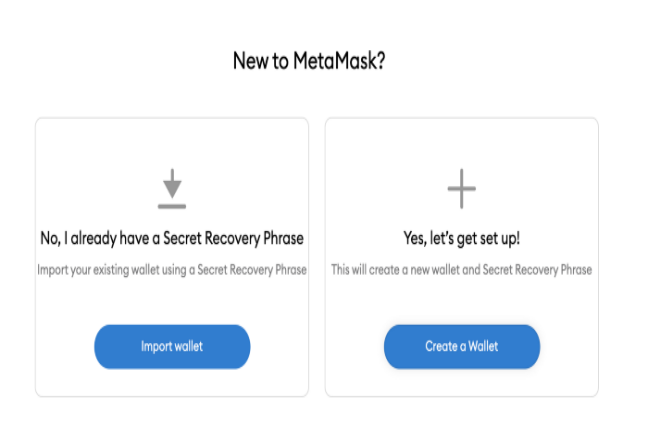 New to MetaMask?
No, I already have a Secret Recovery Phrase
Import your existing wallet using a Secret Recovery Phrase
Import wallet
Yes, let's get set up!
This will create a new wallet and Secret Recovery Phrase
Create a Wallet